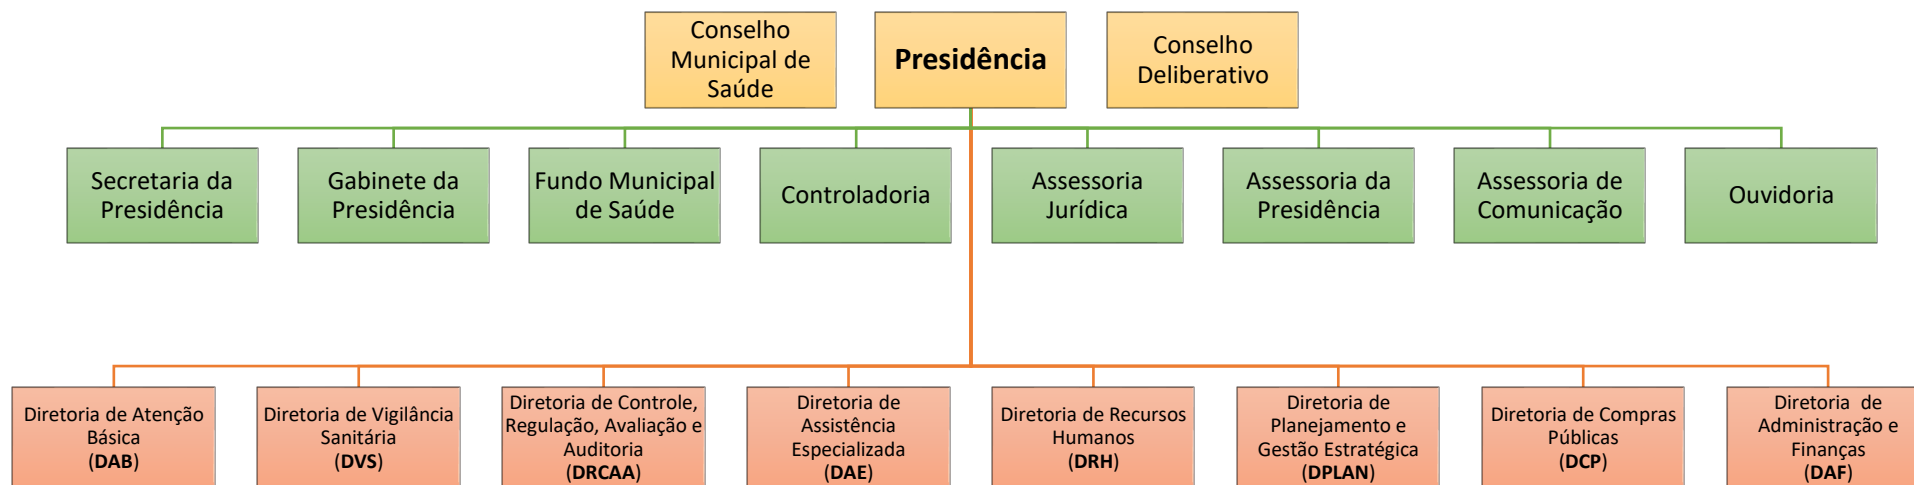 Conselho
Municipal de
Saúde
Presidência
Conselho
Deliberativo
Secretaria da
Presidência
Gabinete da
Presidência
Fundo Municipal
de Saúde
Controladoria
Assessoria
Jurídica
Assessoria da
Presidência
Assessoria de
Comunicação
Ouvidoria
Diretoria de Atenção
Básica
(DAB)
Diretoria de Vigilância
Sanitária
(DVS)
Diretoria de Controle,
Regulação, Avaliação e
Auditoria
(DRCAA)
Diretoria de
Assistência
Especializada
(DAE)
Diretoria de Recursos
Humanos
(DRH)
Diretoria de
Planejamento e
Gestão Estratégica
(DPLAN)
Diretoria de Compras
Públicas
(DCP)
Diretoria de
Administração e
Finanças
(DAF)